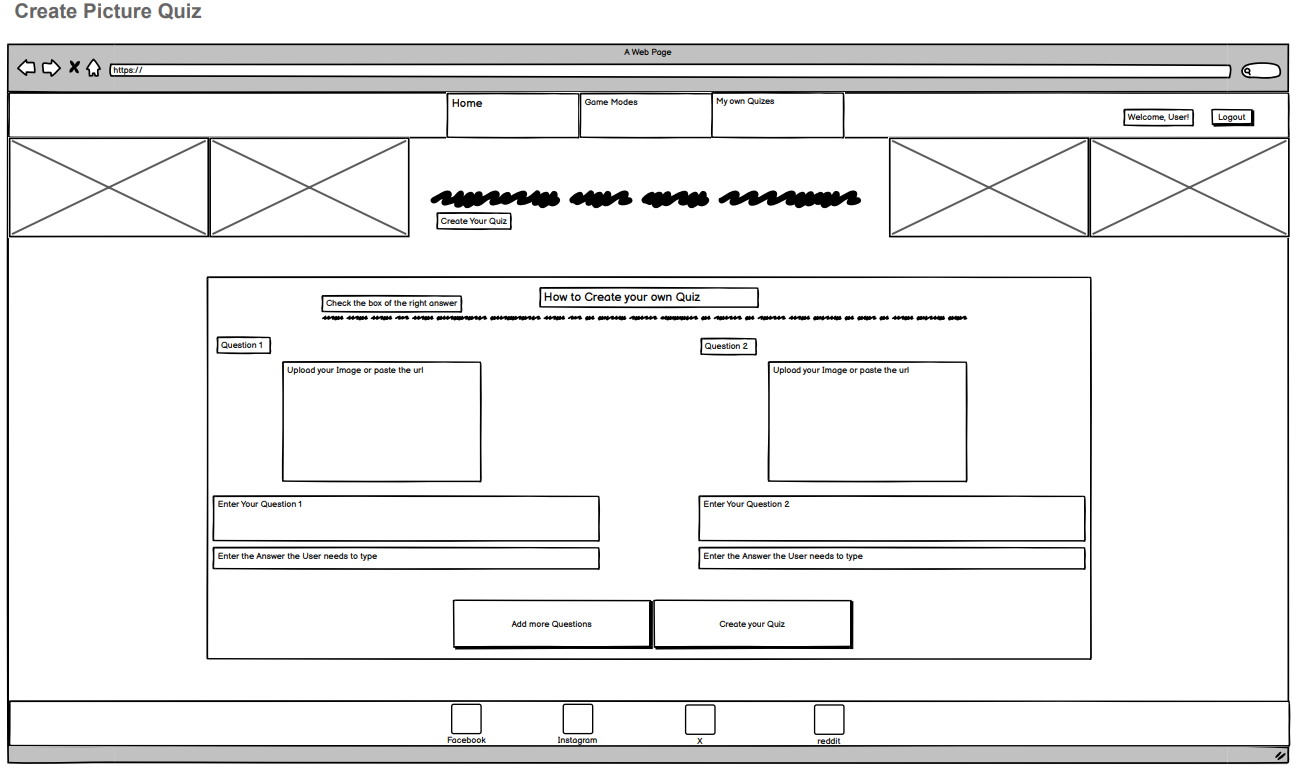 Create Picture Quiz
A Web Page
https://
Home
Game Modes
My own Quizes
Welcome, User!
Logout
Create Your Quiz
How to Create your own Quiz
Check the box of the right answer
Question 1
Question 2
Upload your Image or paste the url
Upload your Image or paste the url
Enter Your Question 1
Enter Your Question 2
Enter the Answer the User needs to type
Enter the Answer the User needs to type
Add more Questions
Create your Quiz
Facebook
Instagram
X
reddit